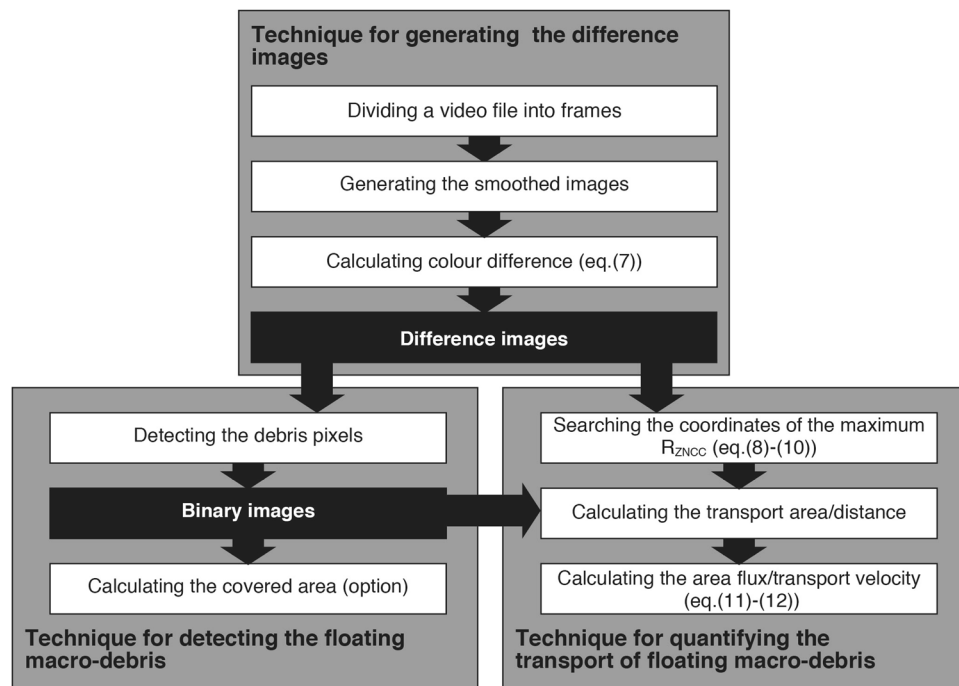 Technique for generating the difference
images
Dividing a video file into frames
Generating the smoothed images
Calculating colour difference (eq.(7))
Difference images
Detecting the debris pixels
Binary images
Calculating the covered area (option)
Technique for detecting the floating
macro-debris
Searching the coordinates of the maximum
RZNCC (eq.(8)-(10))
Calculating the transport area/distance
Calculating the area flux/transport velocity
(eq.(11)-(12))
Technique for quantifying the
transport of floating macro-debris